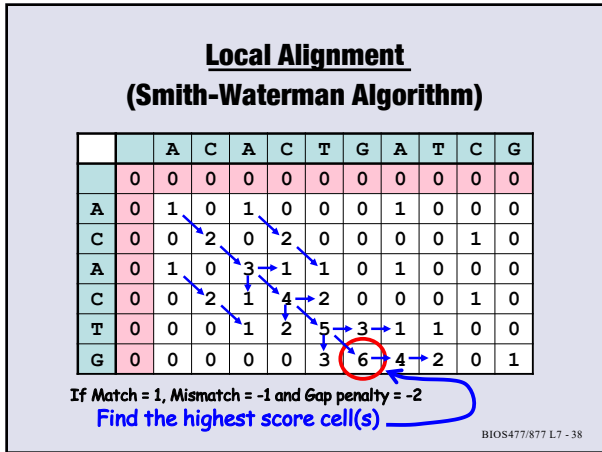 Local Alignment
(Smith-Waterman Algorithm)
A C A C T G A T C G
0 0 0 0 0 0 0 0 0 0 0
A 0 1 0 1 0 0 0 1 0 0 0
C 0 0 2 0 2 0 0 0 0 1 0
A 0 1 0 3 1 1 0 1 0 0 0
C 0 0 2 1 4 2 0 0 0 1 0
T 0 0 0 1 2 5 3 1 1 0 0
G 0 0 0 0 0 3 6 4 2 0 1
If Match = 1, Mismatch = -1 and Gap penalty = -2
Find the highest score cell(s)
BIOS477/877 L7 - 38